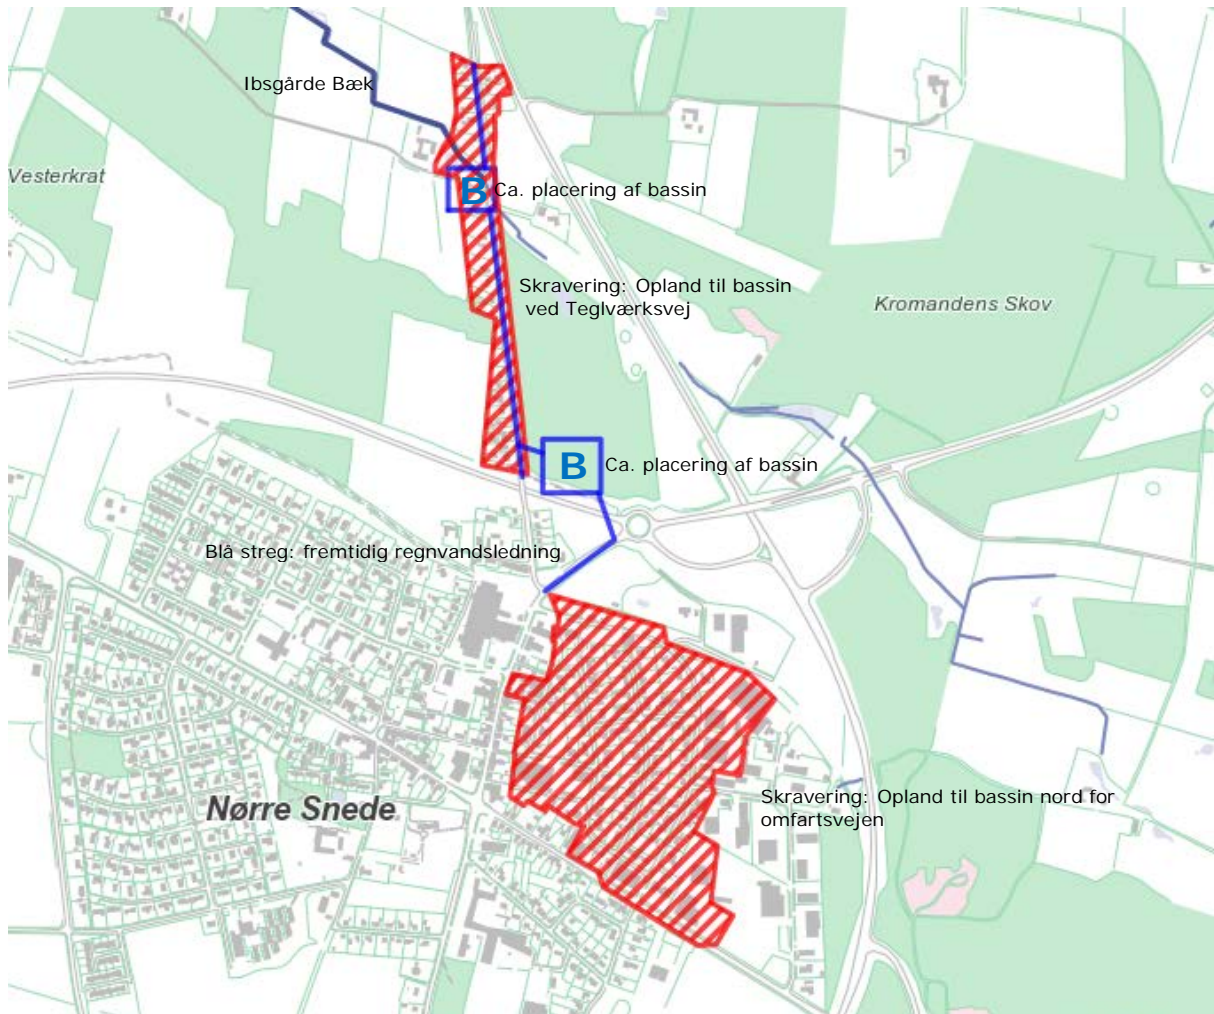 Ibsgårde Bæk
Vesterkrat
B
Ca. placering af bassin
Skravering: Opland til bassin
ved Teglværksvej
Kromandens Skov
B
Ca. placering af bassin
Blå streg: fremtidig regnvandsledning
Skravering: Opland til bassin nord for
omfartsvejen
Nørre Snede